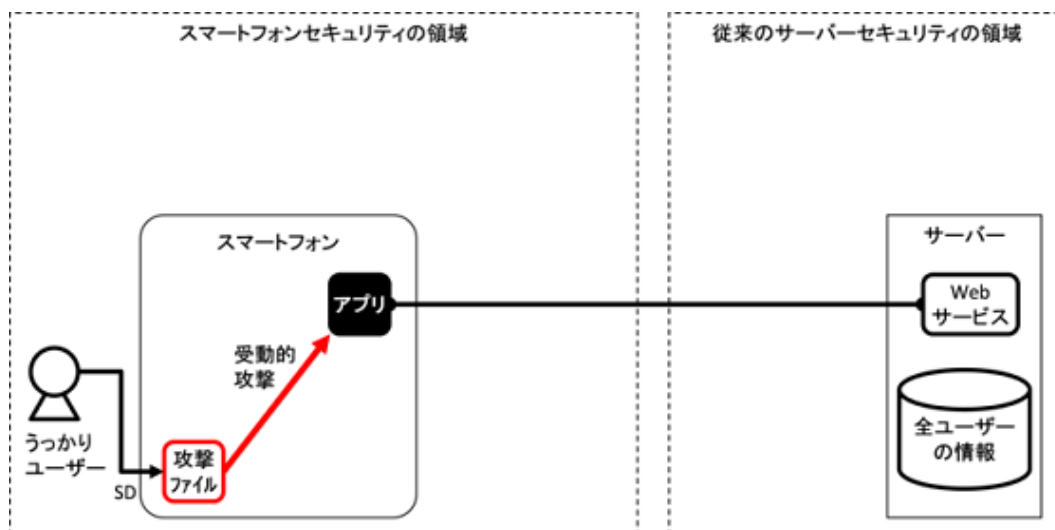 スマートフォンセキュリティの領域
従来のサーバーセキュリティの領域
スマートフォン
サーバー
アプリ
Web
サービス
受動的
攻撃
うっかり
ユーザー
SD
攻撃
ファイル
全ユーザー
の情報